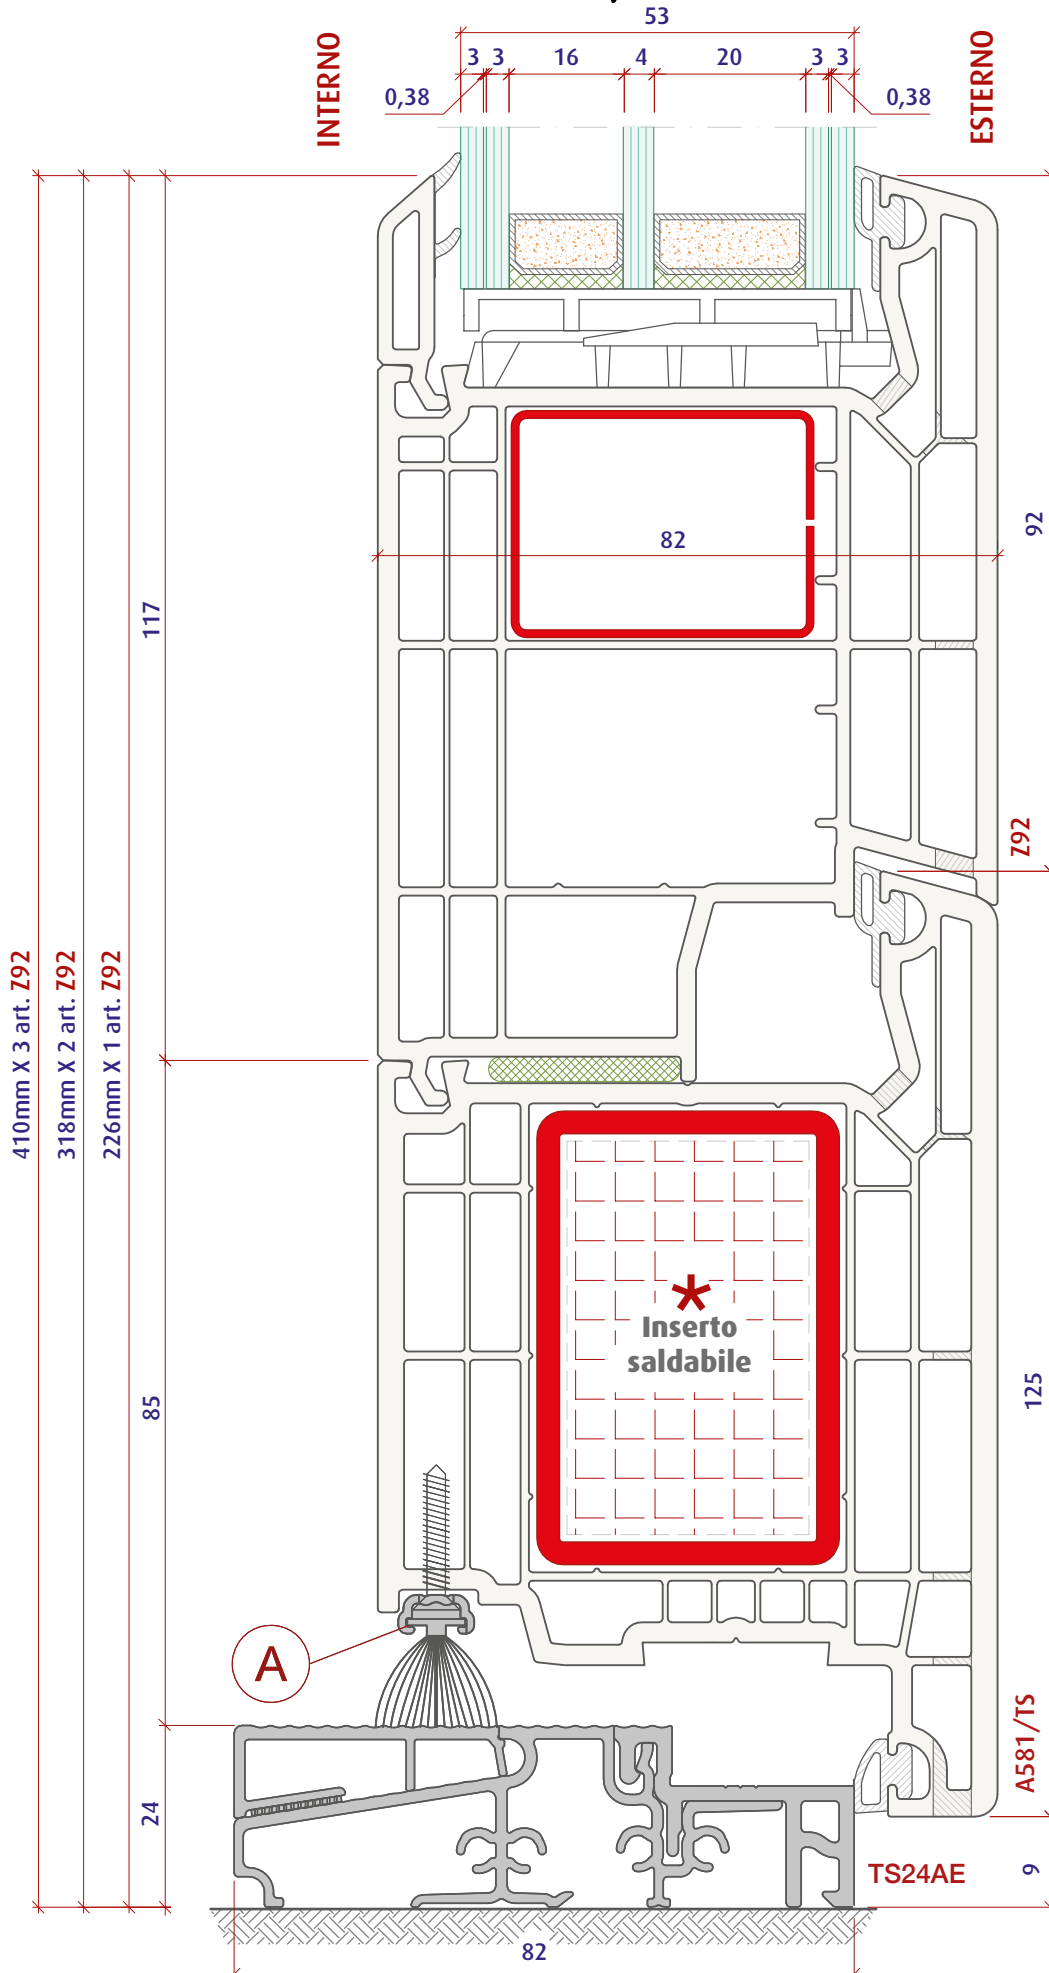 53
3 3 16 4 20 3 3
0,38
0,38
INTERNO
ESTERNO
82
92
117
Z92
410mm X 3 art. Z92
318mm X 2 art. Z92
226mm X 1 art. Z92
*
Inserto
saldabile
85
125
A
A581/TS
24
TS24AE
9
82